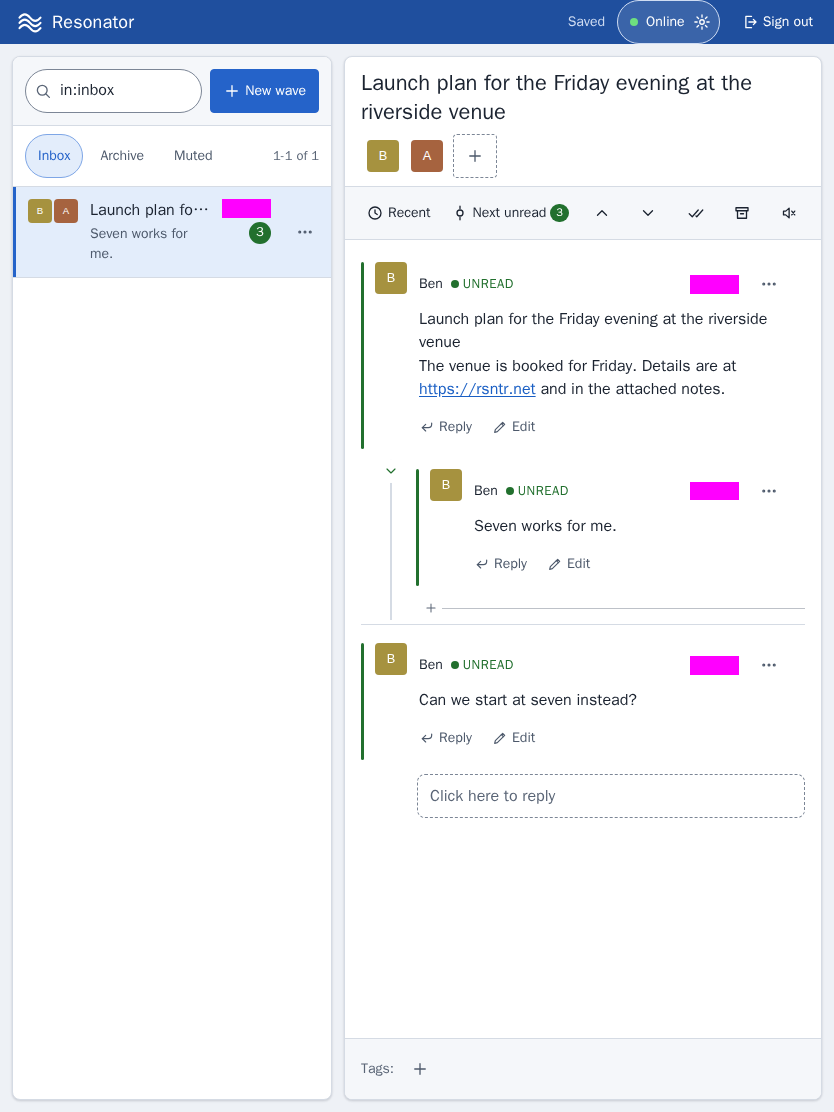 Resonator
Saved
Online
Sign out
in:inbox
New wave
Inbox
Archive
Muted
1-1 of 1
B
A
Launch plan fo···
Seven works for
me.
3
Launch plan for the Friday evening at the
riverside venue
B
A
Recent
Next unread 3
B
Ben
UNREAD
Launch plan for the Friday evening at the riverside
venue
The venue is booked for Friday. Details are at
https://rsntr.net and in the attached notes.
Reply
Edit
B
Ben
UNREAD
Seven works for me.
Reply
Edit
B
Ben
UNREAD
Can we start at seven instead?
Reply
Edit
Click here to reply
Tags: